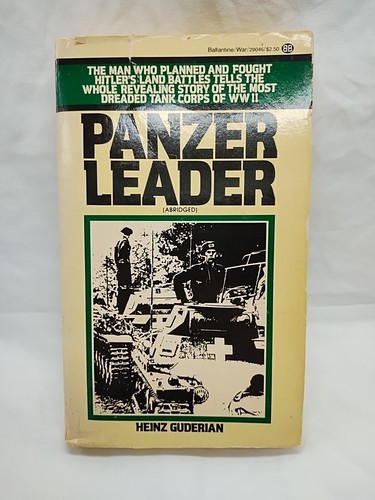 Ballantine/War/29046/$2.50 BB
THE MAN WHO PLANNED AND FOUGHT
HITLER'S LAND BATTLES TELLS THE
WHOLE REVEALING STORY OF THE MOST
DREADED TANK CORPS OF WW II
PANZER
LEADER
(ABRIDGED)
HEINZ GUDERIAN